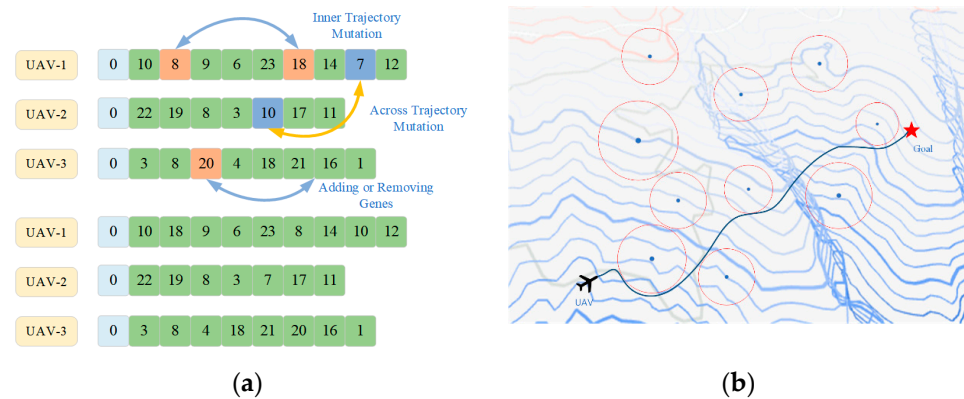 Inner Trajectory
Mutation
UAV-1 0 10 8 9 6 23 18 14 7 12
UAV-2 0 22 19 8 3 10 17 11
Across Trajectory
Mutation
UAV-3 0 3 8 20 4 18 21 16 1
Adding or Removing
Genes
UAV-1 0 10 18 9 6 23 8 14 10 12
UAV-2 0 22 19 8 3 7 17 11
UAV-3 0 3 8 4 18 21 20 16 1
(a)
Goal
UAV
(b)